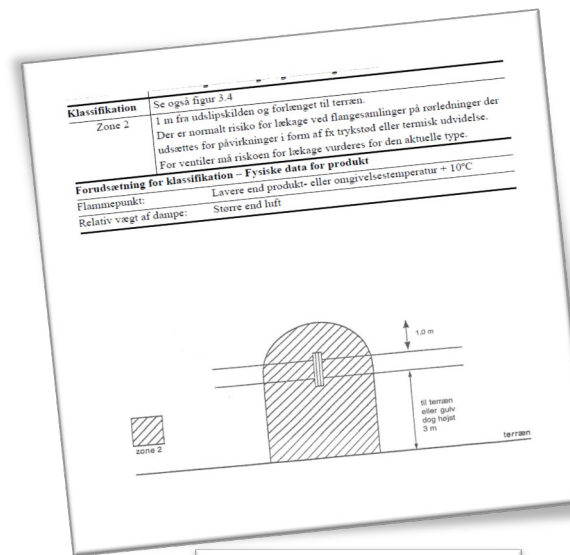 Klassifikation
Se også figur 3.4
Zone 2
1 m fra udslipskilden og forlænget til terræn.
Der er normalt risiko for lækage ved flangesamlinger på rørledninger der
udsættes for påvirkninger i form af fx trykstød eller termisk udvidelse.
For ventiler må risikoen for lækage vurderes for den aktuelle type.
Forudsætning for klassifikation – Fysiske data for produkt
Flammepunkt: Lavere end produkt- eller omgivelsestemperatur + 10°C
Relativ vægt af dampe: Større end luft
1,0 m
til terræn
eller gulv
dog højst
3 m
terræn
zone 2